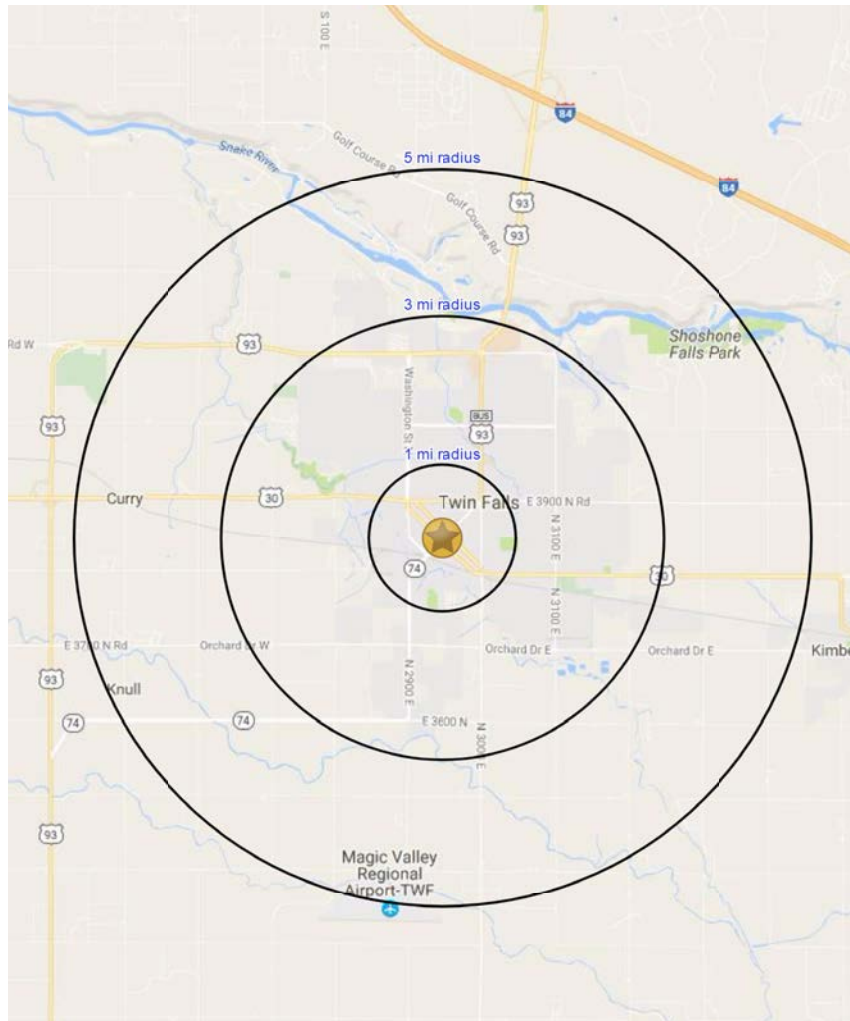 S 100 E
84
Snake River
Golf Course Rd
5 mi radius
84
93
Golf Course Rd
93
3 mi radius
Rd W
93
Shoshone
Falls Park
Washington St
BUS
93
93
1 mi radius
Curry
30
Twin Falls
E 3900 N Rd
N 3100 E
74
30
N 3100 E
E 3700 N Rd
Orchard Dr W
Orchard Dr E
Orchard Dr E
Kimbe
93
Knull
N 2900 E
74
74
E 3600 N
N 3000 E
93
Magic Valley
Regional
Airport-TWF